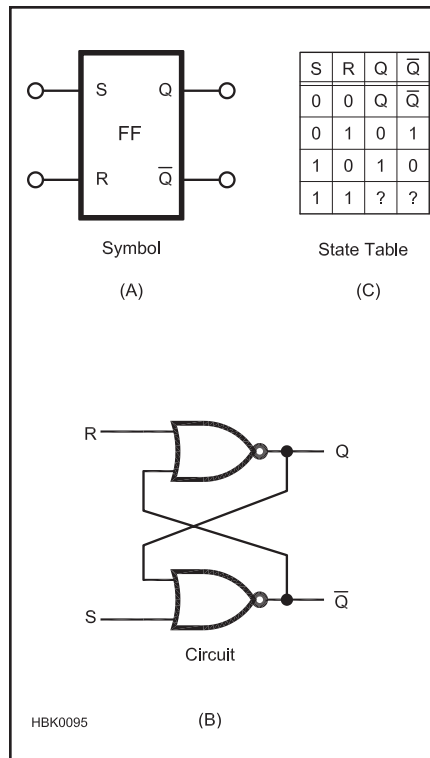 S Q
FF
R Q̅
Symbol
(A)
S R Q Q̅
0 0 Q Q̅
0 1 0 1
1 0 1 0
1 1 ? ?
State Table
(C)
R
Q
S
Q̅
Circuit
HBK0095
(B)